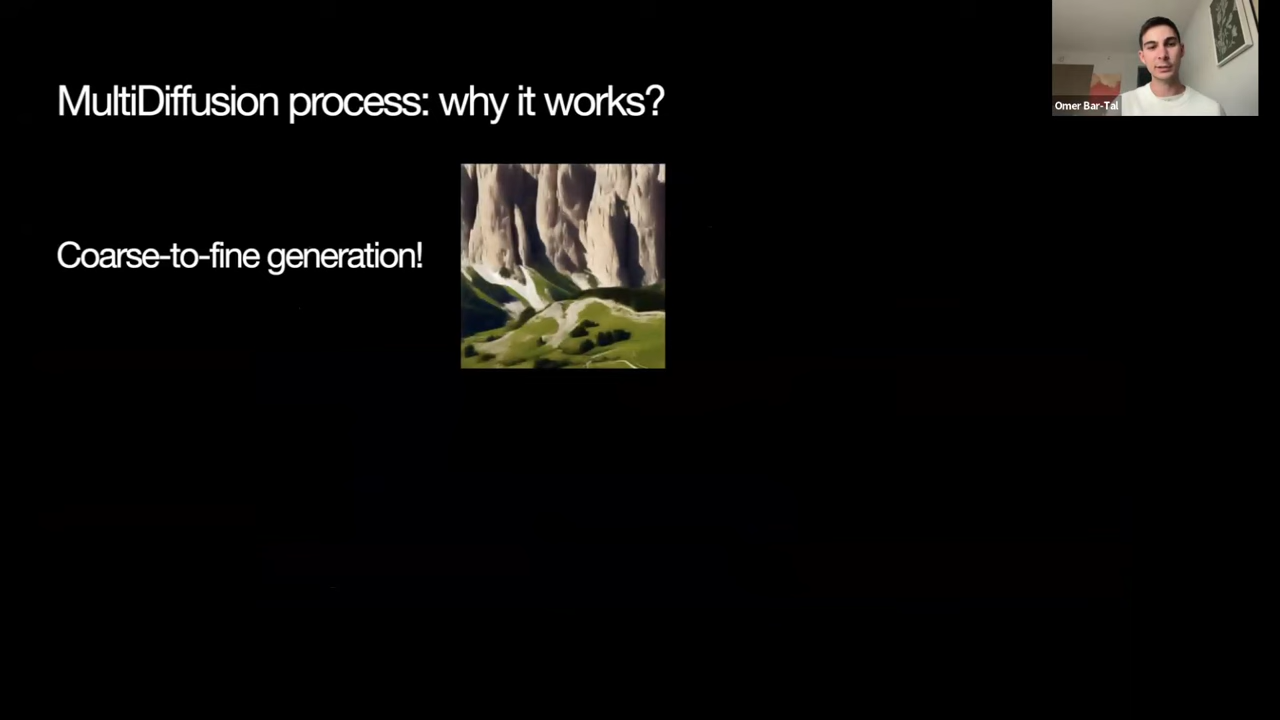 MultiDiffusion process: why it works?
Omer Bar-Tal
Coarse-to-fine generation!